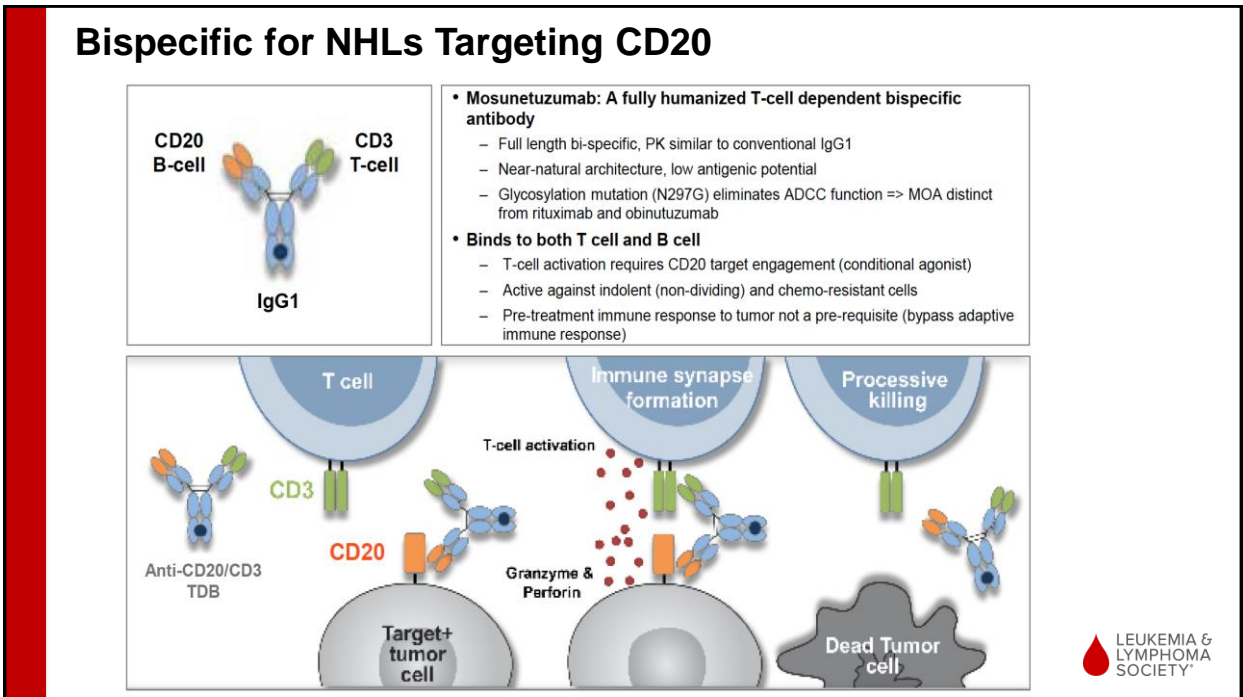 Bispecific for NHLs Targeting CD20
CD20
B-cell
CD3
T-cell
IgG1
• Mosunetuzumab: A fully humanized T-cell dependent bispecific
antibody
– Full length bi-specific, PK similar to conventional IgG1
– Near-natural architecture, low antigenic potential
– Glycosylation mutation (N297G) eliminates ADCC function => MOA distinct
from rituximab and obinutuzumab
• Binds to both T cell and B cell
– T-cell activation requires CD20 target engagement (conditional agonist)
– Active against indolent (non-dividing) and chemo-resistant cells
– Pre-treatment immune response to tumor not a pre-requisite (bypass adaptive
immune response)
T cell
Immune synapse
formation
Processive
killing
T-cell activation
CD3
CD20
Anti-CD20/CD3
TDB
Granzyme &
Perforin
Target+
tumor
cell
Dead Tumor
cell
LEUKEMIA &
LYMPHOMA
SOCIETY®